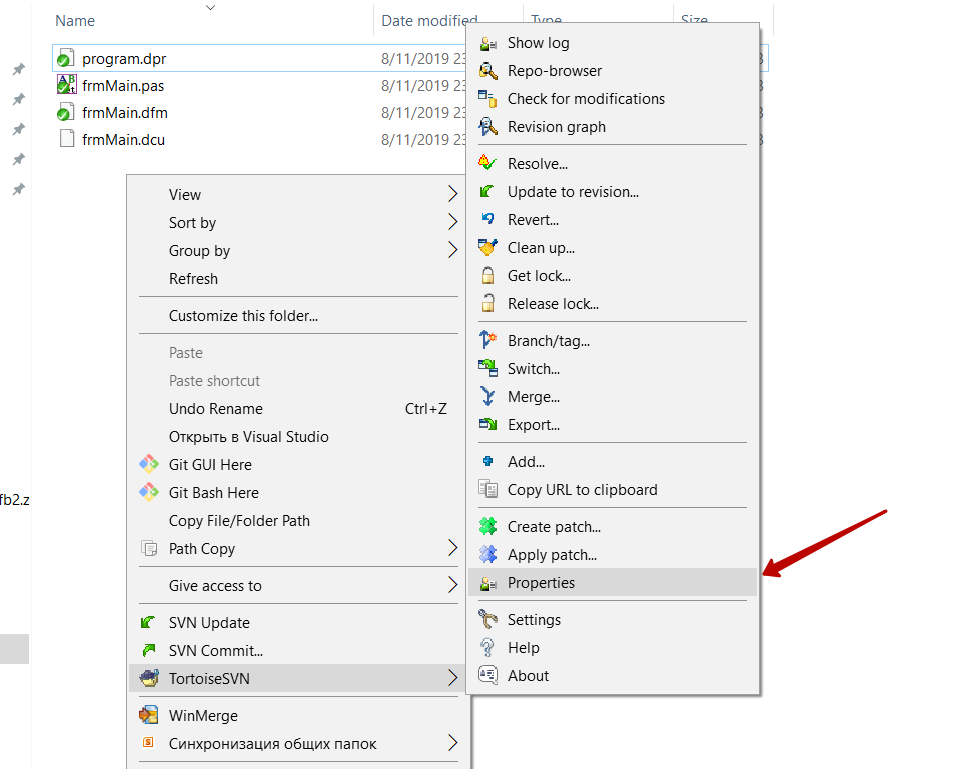 Name Date modified Type Size
program.dpr 8/11/2019 23
frmMain.pas 8/11/2019 23
frmMain.dfm 8/11/2019 23
frmMain.dcu 8/11/2019 23
fb2.z
View
Sort by
Group by
Refresh
Customize this folder...
Paste
Paste shortcut
Undo Rename Ctrl+Z
Открыть в Visual Studio
Git GUI Here
Git Bash Here
Copy File/Folder Path
Path Copy
Give access to
SVN Update
SVN Commit...
TortoiseSVN
WinMerge
Синхронизация общих папок
Show log
Repo-browser
Check for modifications
Revision graph
Resolve...
Update to revision...
Revert...
Clean up...
Get lock...
Release lock...
Branch/tag...
Switch...
Merge...
Export...
Add...
Copy URL to clipboard
Create patch...
Apply patch...
Properties
Settings
Help
About